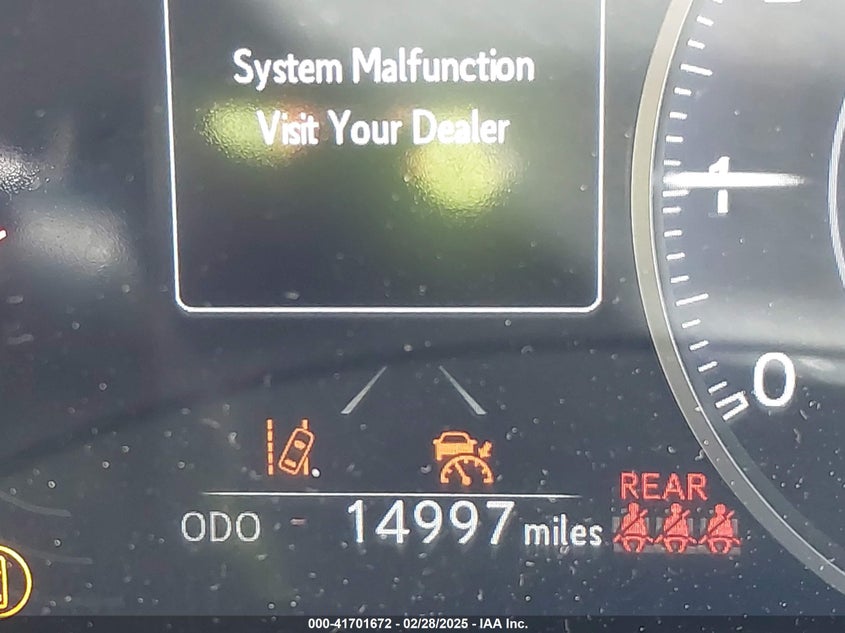 System Malfunction
Visit Your Dealer
1
0
REAR
ODO 14997 miles
000-41701672 - 02/28/2025 - IAA Inc.